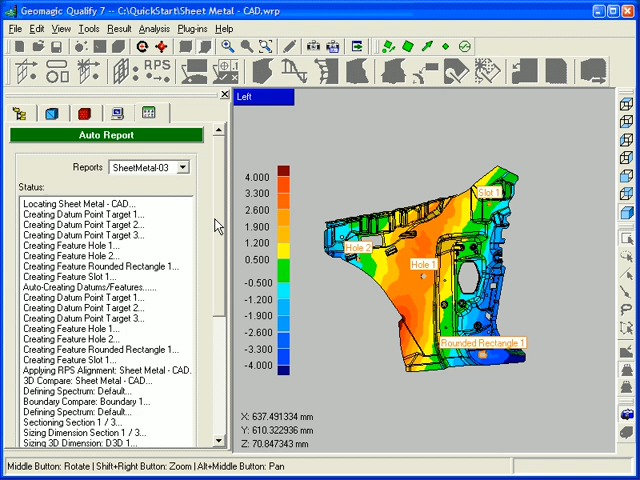 Geomagic Qualify 7 -- C:\QuickStart\Sheet Metal - CAD.wrp
File Edit View Tools Result Analysis Plug-ins Help
RPS
Auto Report
Reports SheetMetal-03
Status:
Locating Sheet Metal - CAD...
Creating Datum Point Target 1...
Creating Datum Point Target 2...
Creating Datum Point Target 3...
Creating Feature Hole 1...
Creating Feature Hole 2...
Creating Feature Rounded Rectangle 1...
Creating Feature Slot 1...
Auto-Creating Datums/Features......
Creating Datum Point Target 1...
Creating Datum Point Target 2...
Creating Datum Point Target 3...
Creating Feature Hole 1...
Creating Feature Hole 2...
Creating Feature Rounded Rectangle 1...
Creating Feature Slot 1...
Applying RPS Alignment: Sheet Metal - CAD.
3D Compare: Sheet Metal - CAD...
Defining Spectrum: Default...
Boundary Compare: Boundary 1...
Defining Spectrum: Default...
Sectioning Section 1 / 3...
Sizing Dimension Section 1 / 3...
Sizing 3D Dimension: D3D 1...
Left
4.000
3.300
2.600
1.900
1.200
0.500
-0.500
-1.200
-1.900
-2.600
-3.300
-4.000
Slot 1
Hole 2
Hole 1
Rounded Rectangle 1
X: 637.491334 mm
Y: 610.322936 mm
Z: 70.847343 mm
Middle Button: Rotate | Shift+Right Button: Zoom | Alt+Middle Button: Pan